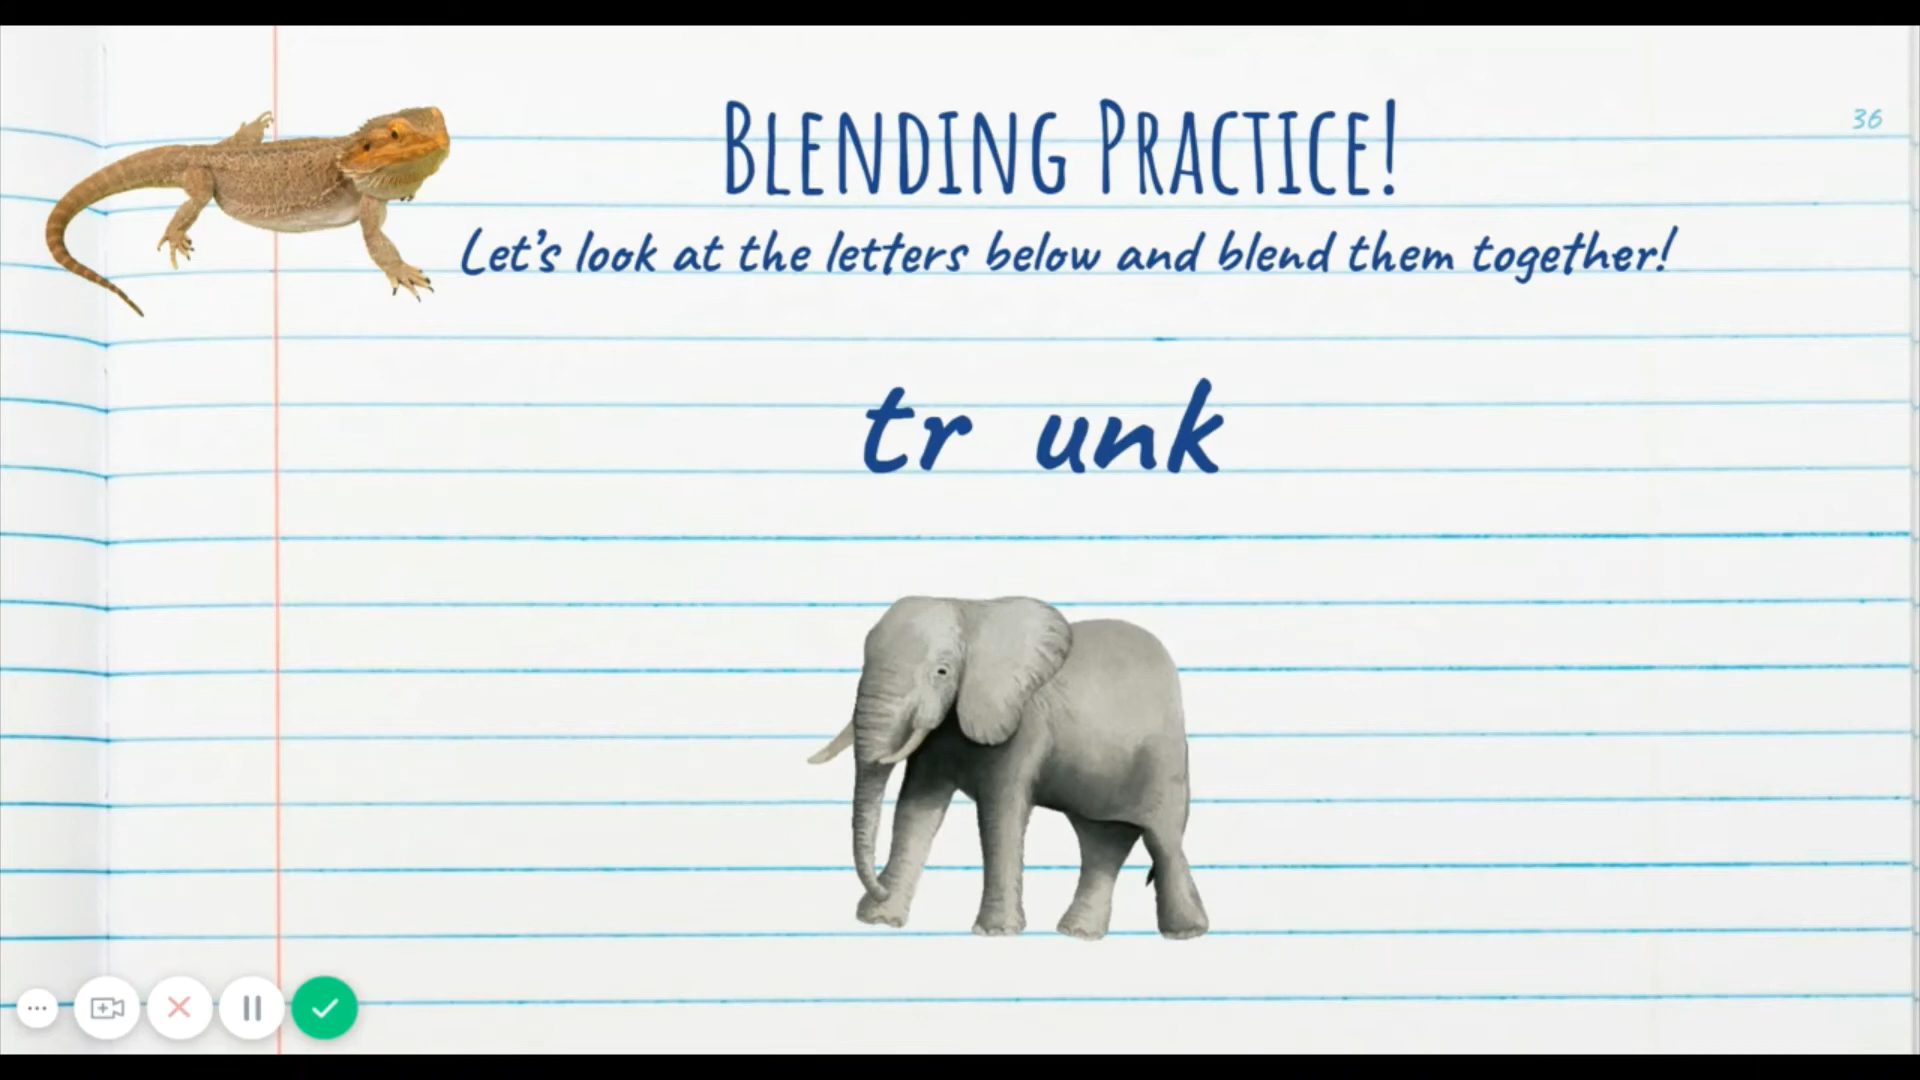 Blending Practice!
36
Let's look at the letters below and blend them together!
tr unk